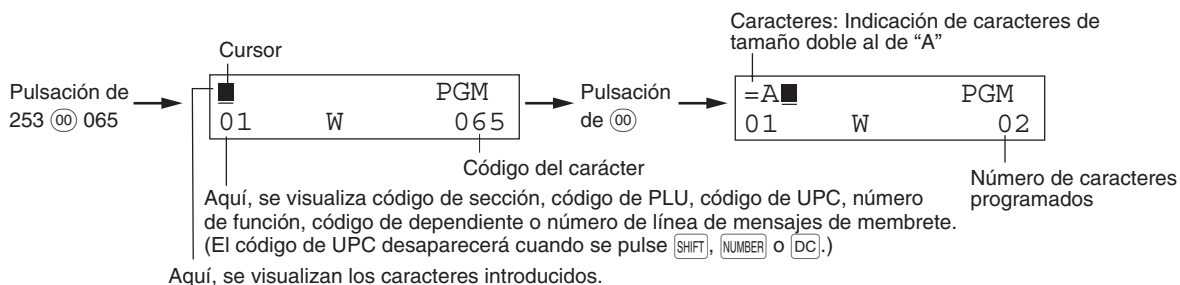 Caracteres: Indicación de caracteres de
tamaño doble al de “A”
Cursor
Pulsación de
253 00 065
PGM
01 W 065
Pulsación
de 00
=A PGM
01 W 02
Código del carácter
Número de caracteres
programados
Aquí, se visualiza código de sección, código de PLU, código de UPC, número
de función, código de dependiente o número de línea de mensajes de membrete.
(El código de UPC desaparecerá cuando se pulse SHIFT, NUMBER o DC.)
Aquí, se visualizan los caracteres introducidos.